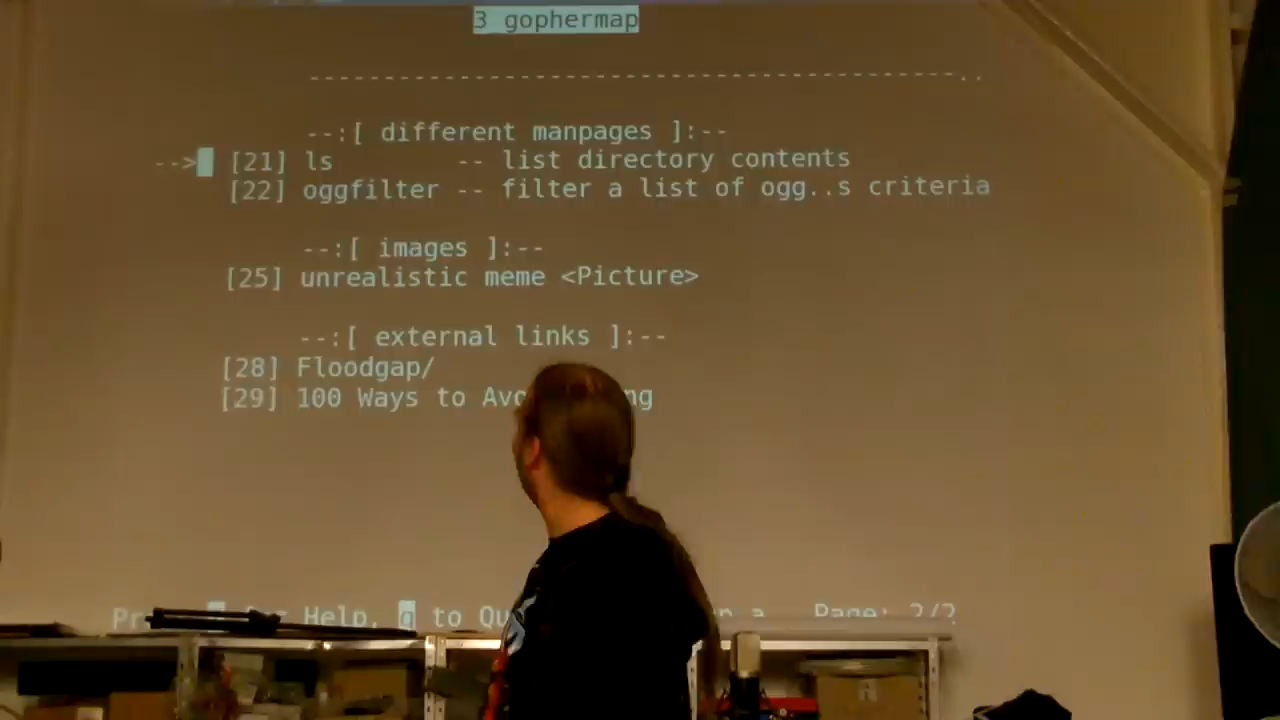 3 gophermap
-------------------------------------------..
--:[ different manpages ]:--
--> [21] ls -- list directory contents
[22] oggfilter -- filter a list of ogg..s criteria
--:[ images ]:--
[25] unrealistic meme <Picture>
--:[ external links ]:--
[28] Floodgap/
[29] 100 Ways to
Help, q to Page: 2/2